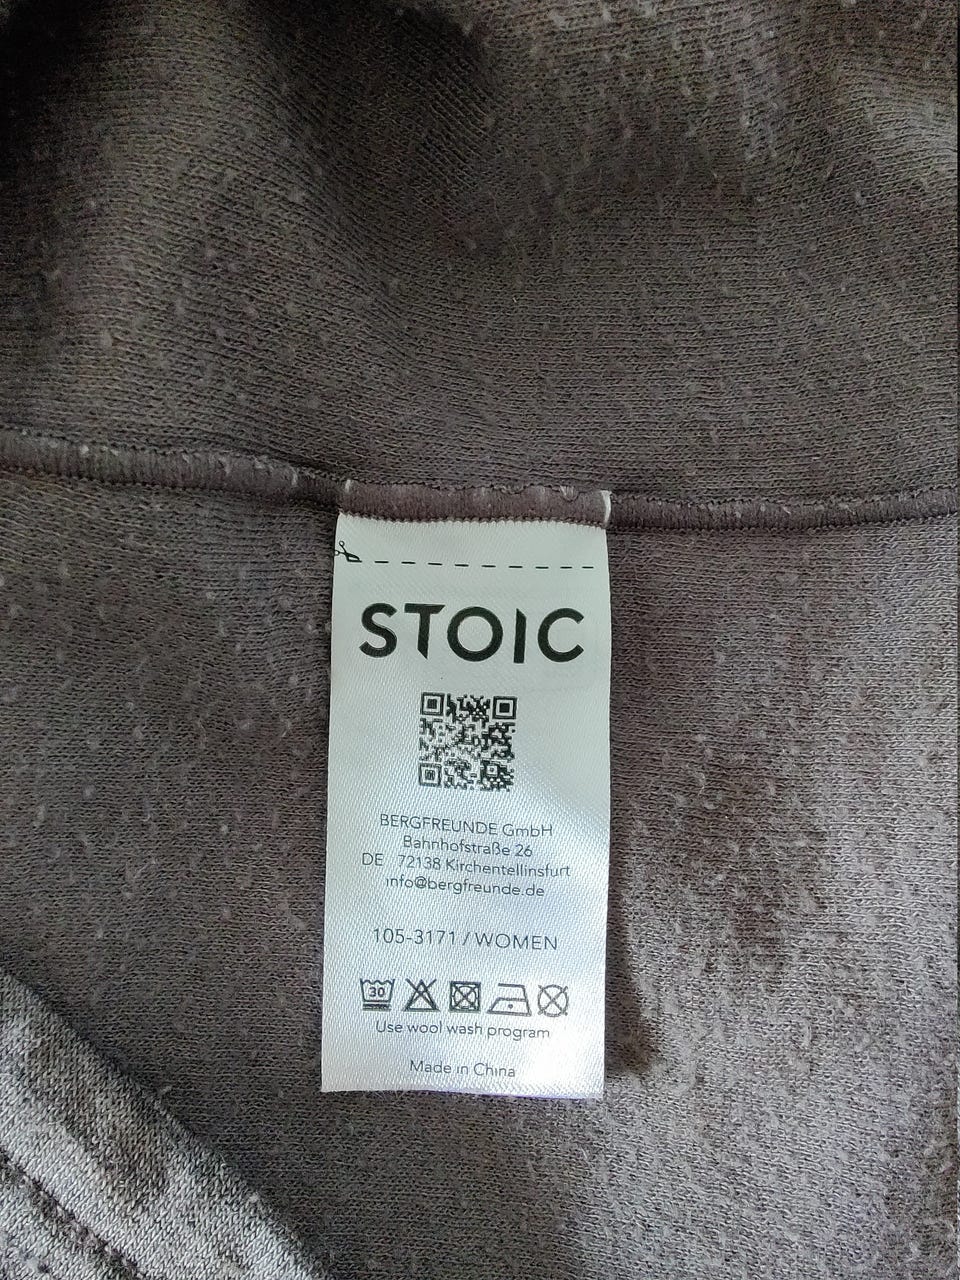 STOIC
BERGFREUNDE GmbH
Bahnhofstraße 26
DE 72138 Kirchentellinsfurt
info@bergfreunde.de
105-3171 / WOMEN
30
Use wool wash program
Made in China